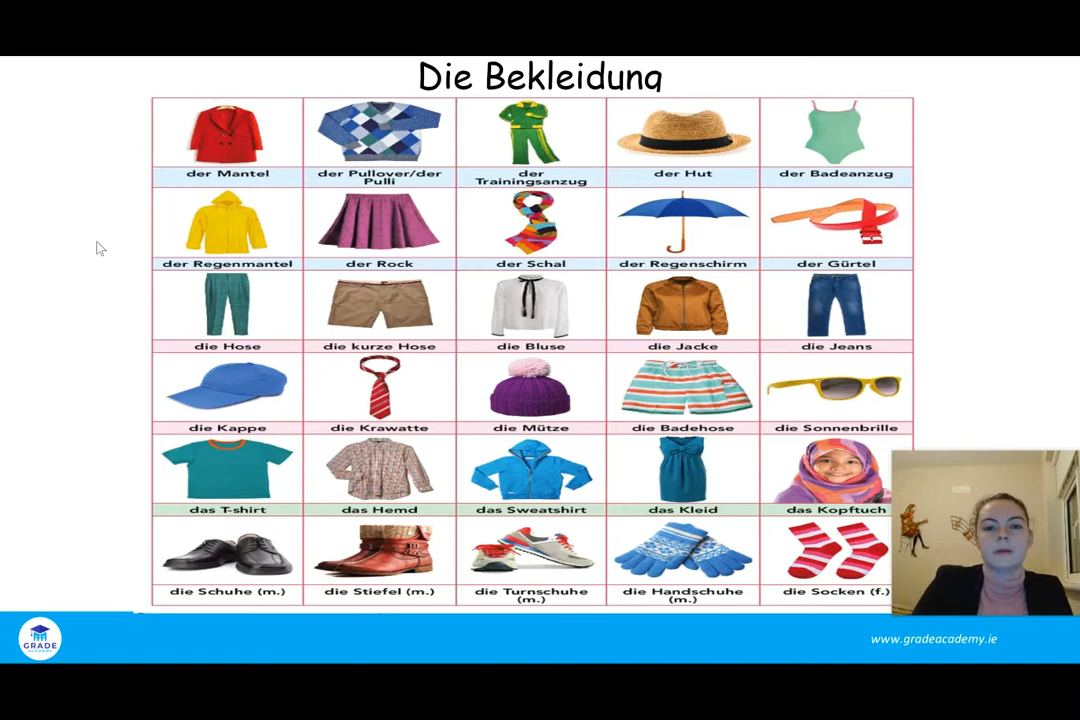 Die Bekleidung
der Mantel
der Pullover/der
Pulli
der
Trainingsanzug
der Hut
der Badeanzug
der Regenmantel
der Rock
der Schal
der Regenschirm
der Gürtel
die Hose
die kurze Hose
die Bluse
die Jacke
die Jeans
die Kappe
die Krawatte
die Mütze
die Badehose
die Sonnenbrille
das T-shirt
das Hemd
das Sweatshirt
das Kleid
das Kopftuch
die Schuhe (m.)
die Stiefel (m.)
die Turnschuhe
(m.)
die Handschuhe
(m.)
die Socken (f.)
GRADE
ACADEMY
www.gradeacademy.ie